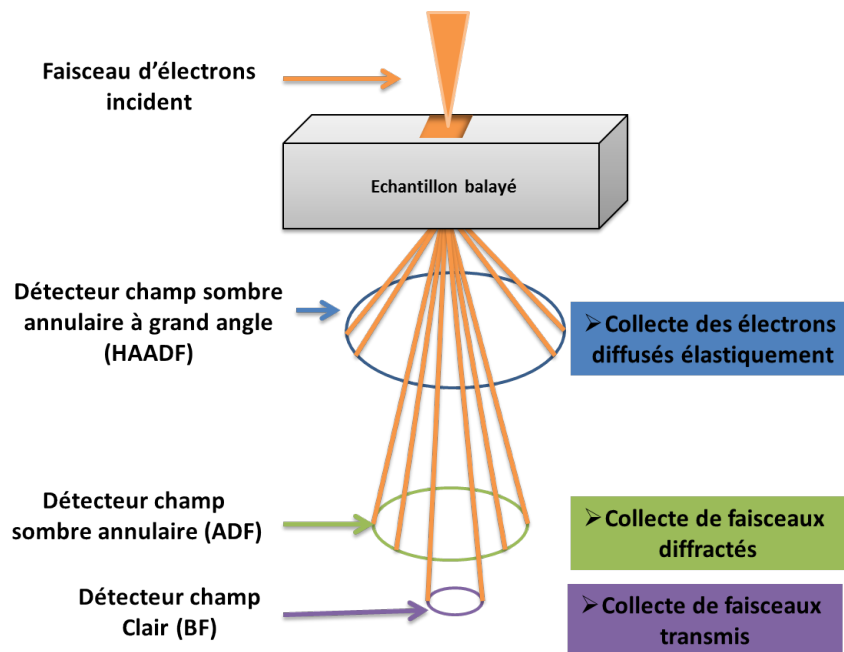 Faisceau d'électrons
incident
Echantillon balayé
Détecteur champ sombre
annulaire à grand angle
(HAADF)
➢Collecte des électrons
diffusés élastiquement
Détecteur champ
sombre annulaire (ADF)
➢Collecte de faisceaux
diffractés
Détecteur champ
Clair (BF)
➢Collecte de faisceaux
transmis